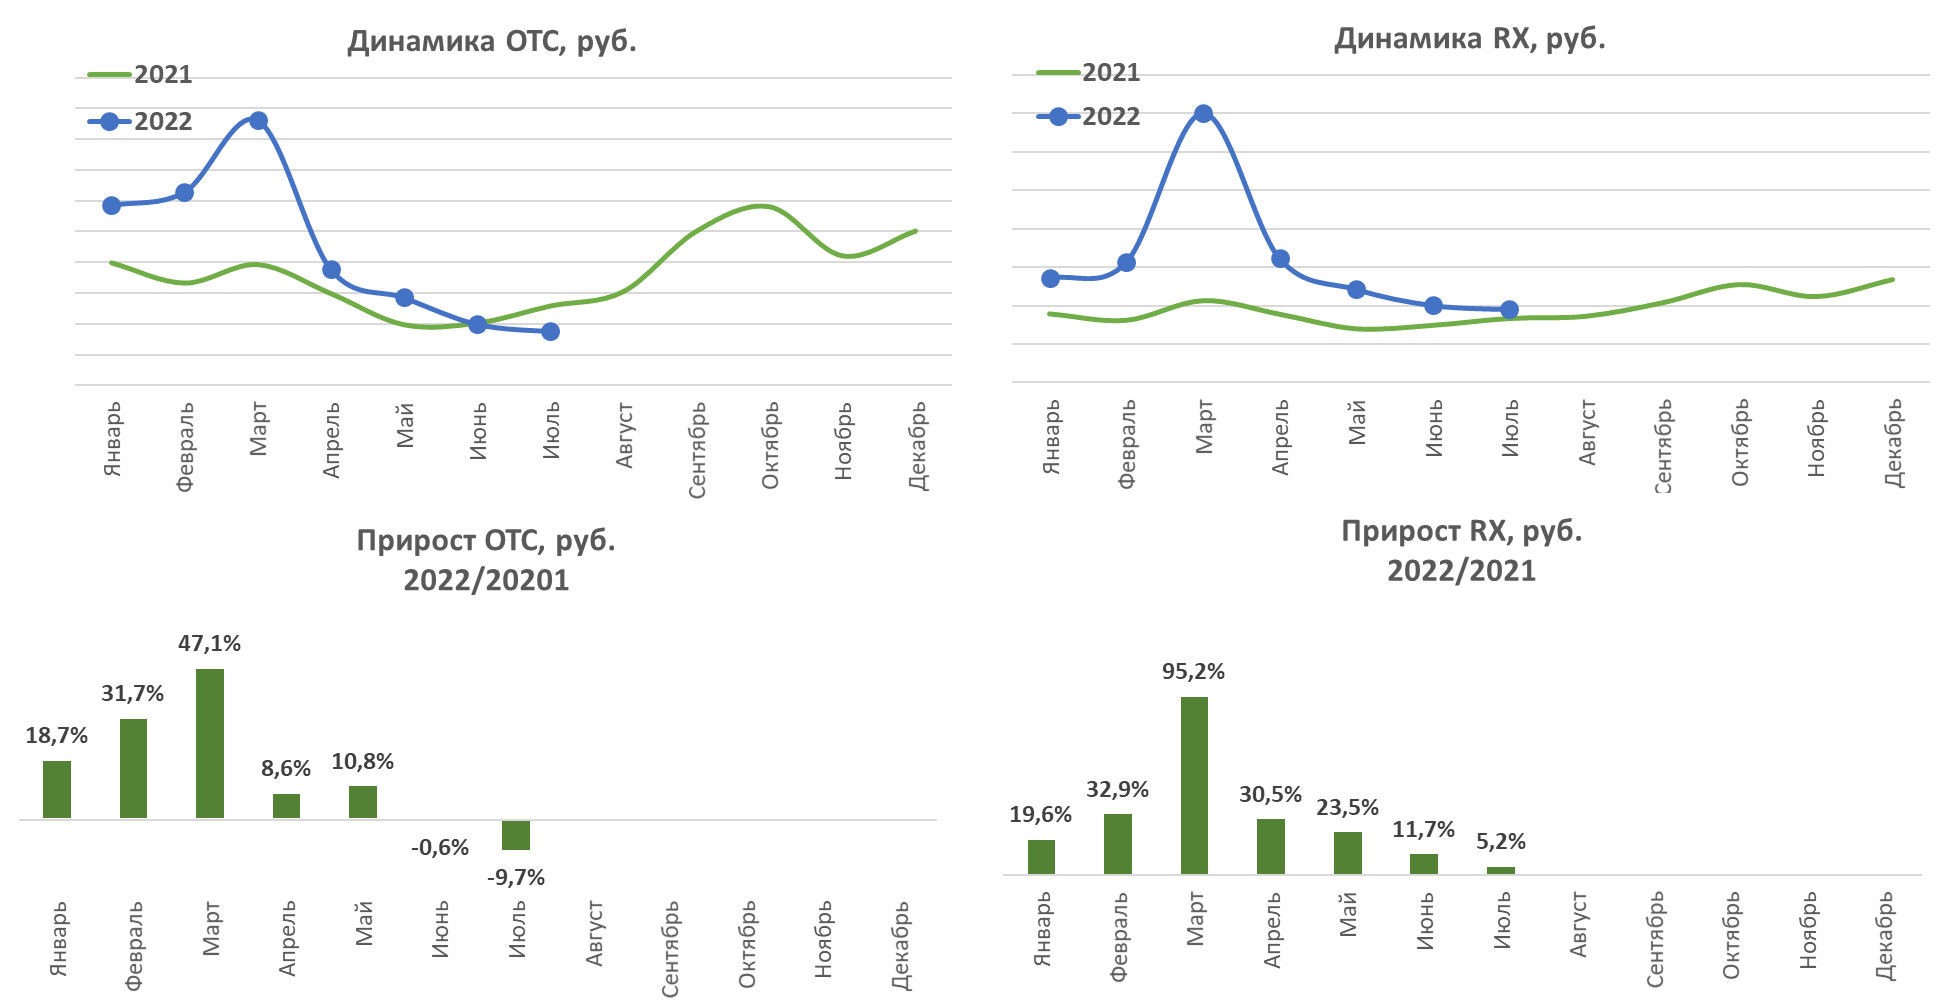 Динамика OTC, руб.
2021
2022
Январь
Февраль
Март
Апрель
Май
Июнь
Июль
Август
Сентябрь
Октябрь
Ноябрь
Декабрь
Динамика RX, руб.
2021
2022
Январь
Февраль
Март
Апрель
Май
Июнь
Июль
Август
Сентябрь
Октябрь
Ноябрь
Декабрь
Прирост OTC, руб.
2022/20201
18,7%
31,7%
47,1%
8,6%
10,8%
-0,6%
-9,7%
Январь
Февраль
Март
Апрель
Май
Июнь
Июль
Август
Сентябрь
Октябрь
Ноябрь
Декабрь
Прирост RX, руб.
2022/2021
19,6%
32,9%
95,2%
30,5%
23,5%
11,7%
5,2%
Январь
Февраль
Март
Апрель
Май
Июнь
Июль
Август
Сентябрь
Октябрь
Ноябрь
Декабрь